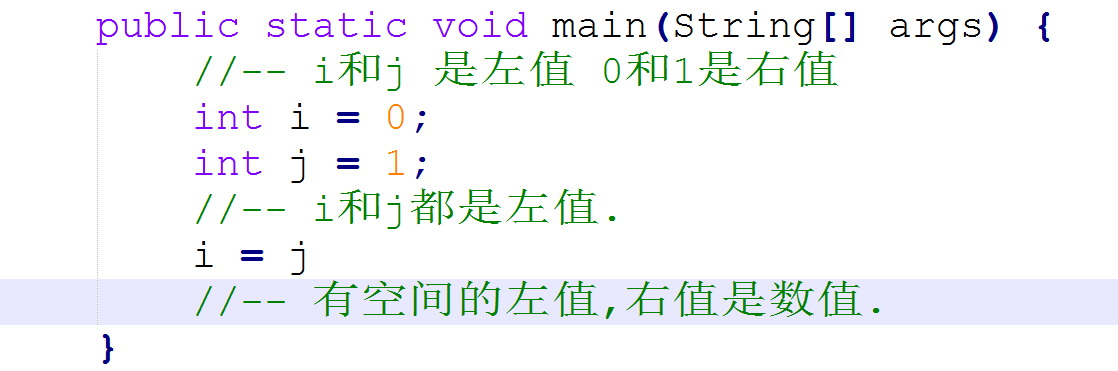 public static void main(String[] args) {
//-- i和j 是左值 0和1是右值
int i = 0;
int j = 1;
//-- i和j都是左值.
i = j
//-- 有空间的左值,右值是数值.
}